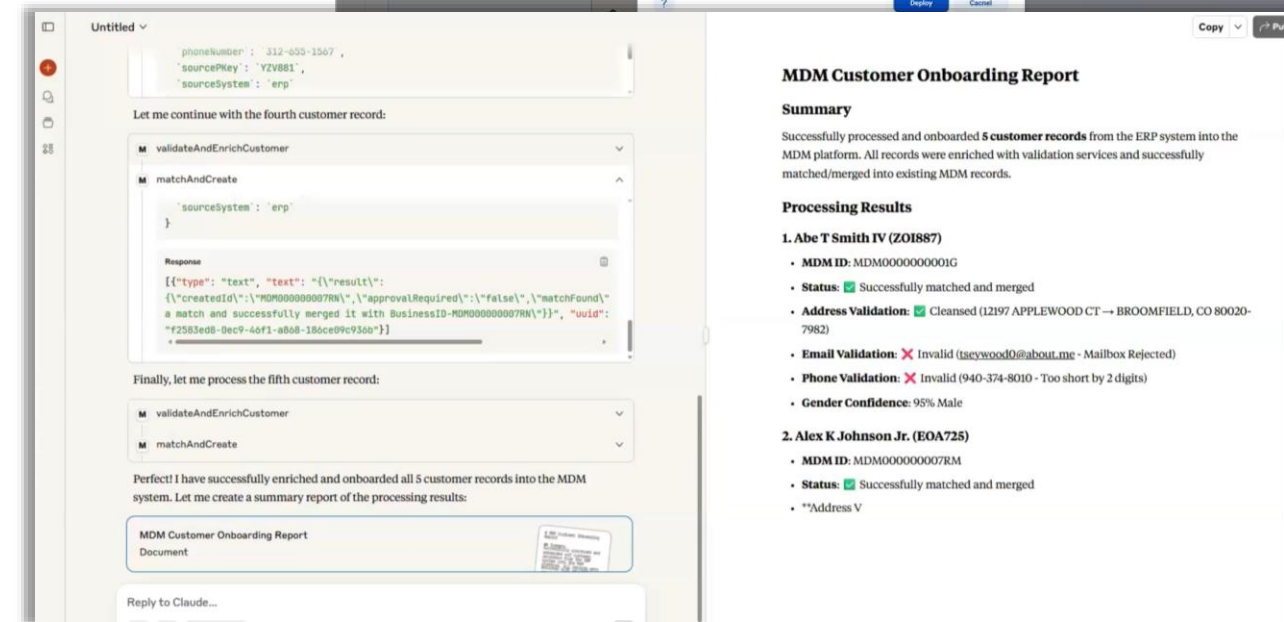 ?
Deploy
Cacnel
Untitled
`phoneNumber`: `312-655-1567`,
`sourcePKey`: `YZV881`,
`sourceSystem`: `erp`
Let me continue with the fourth customer record:
M validateAndEnrichCustomer
M matchAndCreate
`sourceSystem`: `erp`
}
Response
[{"type": "text", "text": "{\"result\":
{\"createdId\":\"MDM000000007RN\",\"approvalRequired\":\"false\",\"matchFound\"
a match and successfully merged it with BusinessID-MDM000000007RN\"}}", "uuid":
"f2583ed8-0ec9-46f1-a868-186ce09c936b"}]
Finally, let me process the fifth customer record:
M validateAndEnrichCustomer
M matchAndCreate
Perfect! I have successfully enriched and onboarded all 5 customer records into the MDM
system. Let me create a summary report of the processing results:
MDM Customer Onboarding Report
Document
Reply to Claude...
Copy
Pu
MDM Customer Onboarding Report
Summary
Successfully processed and onboarded 5 customer records from the ERP system into the
MDM platform. All records were enriched with validation services and successfully
matched/merged into existing MDM records.
Processing Results
1. Abe T Smith IV (ZOI887)
• MDM ID: MDM0000000001G
• Status: ✅ Successfully matched and merged
• Address Validation: ✅ Cleansed (12197 APPLEWOOD CT → BROOMFIELD, CO 80020-
7982)
• Email Validation: ❌ Invalid (tseywood0@about.me - Mailbox Rejected)
• Phone Validation: ❌ Invalid (940-374-8010 - Too short by 2 digits)
• Gender Confidence: 95% Male
2. Alex K Johnson Jr. (EOA725)
• MDM ID: MDM000000007RM
• Status: ✅ Successfully matched and merged
• **Address V